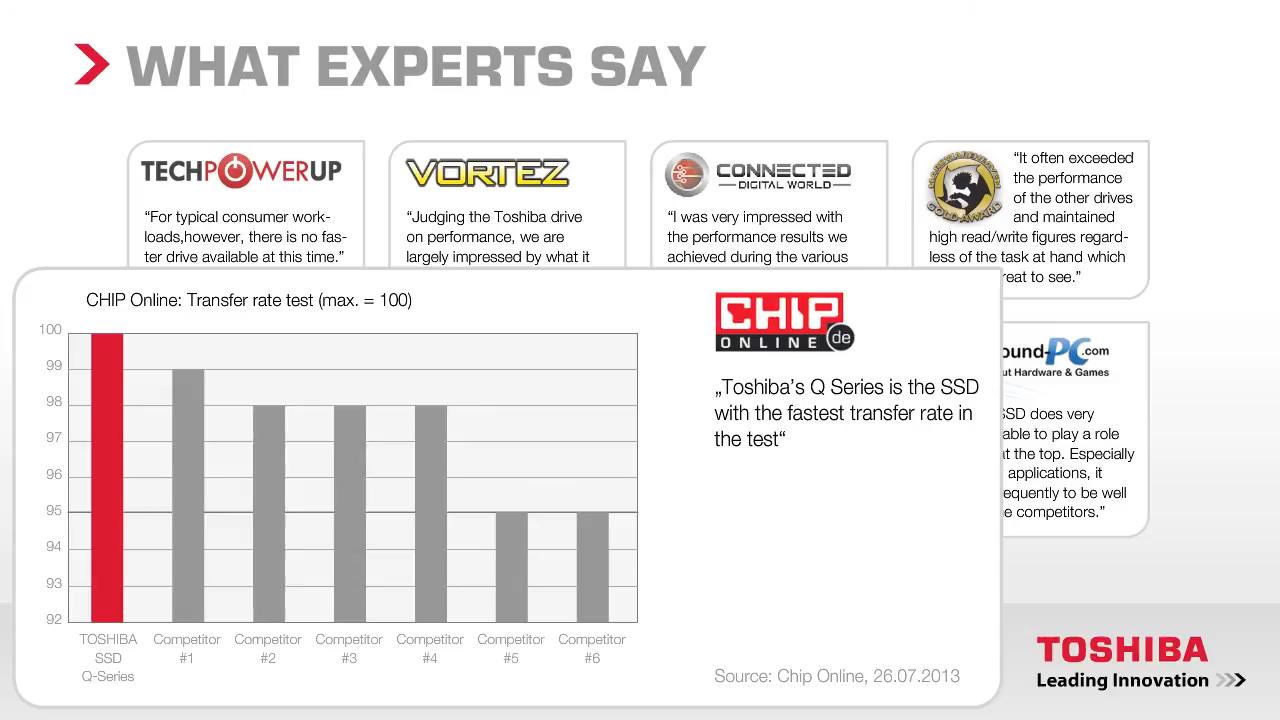 WHAT EXPERTS SAY
TECHPOWERUP
“For typical consumer work-
loads,however, there is no fas-
ter drive available at this time.”
VORTEZ
“Judging the Toshiba drive
on performance, we are
largely impressed by what it
CONNECTED
DIGITAL WORLD
“I was very impressed with
the performance results we
achieved during the various
GOLD AWARD
“It often exceeded
the performance
of the other drives
and maintained
high read/write figures regard-
less of the task at hand which
reat to see.”
CHIP Online: Transfer rate test (max. = 100)
100
99
98
97
96
95
94
93
92
TOSHIBA
SSD
Q-Series
Competitor
#1
Competitor
#2
Competitor
#3
Competitor
#4
Competitor
#5
Competitor
#6
CHIP
ONLINE de
„Toshiba’s Q Series is the SSD
with the fastest transfer rate in
the test“
Source: Chip Online, 26.07.2013
ound-PC.com
ut Hardware & Games
SSD does very
able to play a role
at the top. Especially
applications, it
equently to be well
e competitors.”
TOSHIBA
Leading Innovation